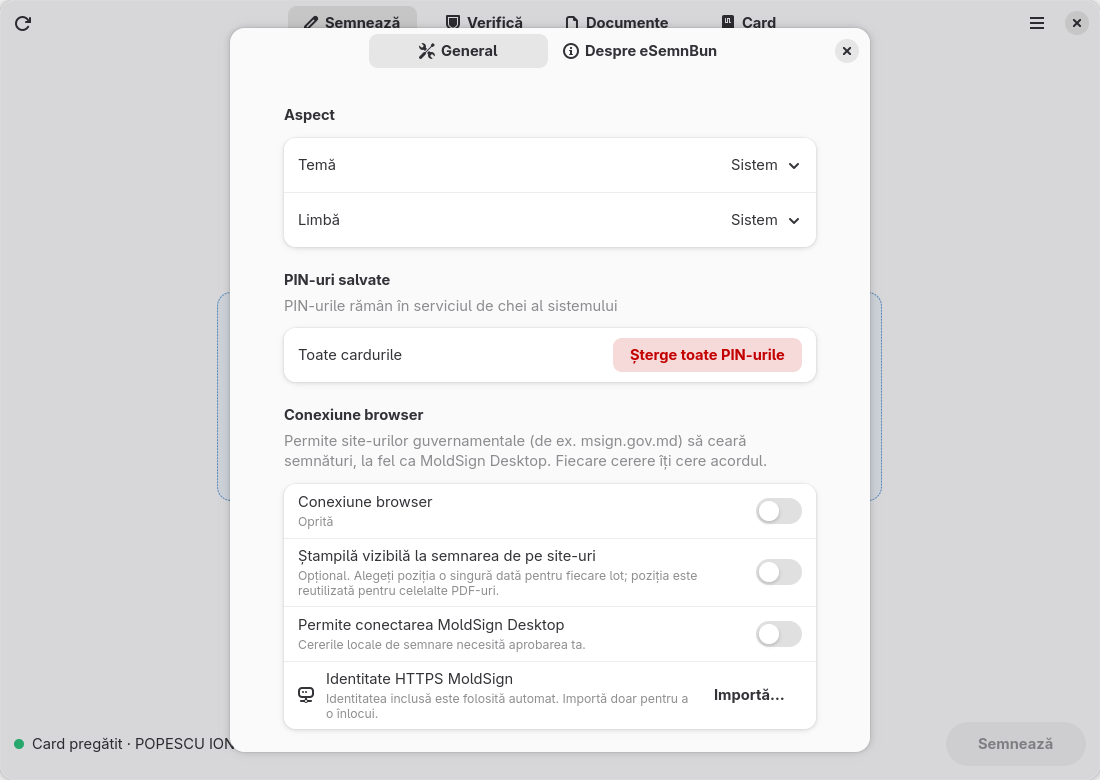 Semnează
Verifică
Documente
Card
General
Despre eSemnBun
Aspect
Temă
Sistem
Limbă
Sistem
PIN-uri salvate
PIN-urile rămân în serviciul de chei al sistemului
Toate cardurile
Șterge toate PIN-urile
Conexiune browser
Permite site-urilor guvernamentale (de ex. msign.gov.md) să ceară
semnături, la fel ca MoldSign Desktop. Fiecare cerere îți cere acordul.
Conexiune browser
Oprită
Ștampilă vizibilă la semnarea de pe site-uri
Opțional. Alegeți poziția o singură dată pentru fiecare lot; poziția este
reutilizată pentru celelalte PDF-uri.
Permite conectarea MoldSign Desktop
Cererile locale de semnare necesită aprobarea ta.
Identitate HTTPS MoldSign
Identitatea inclusă este folosită automat. Importă doar pentru a
o înlocui.
Importă...
Card pregătit · POPESCU ION
Semnează